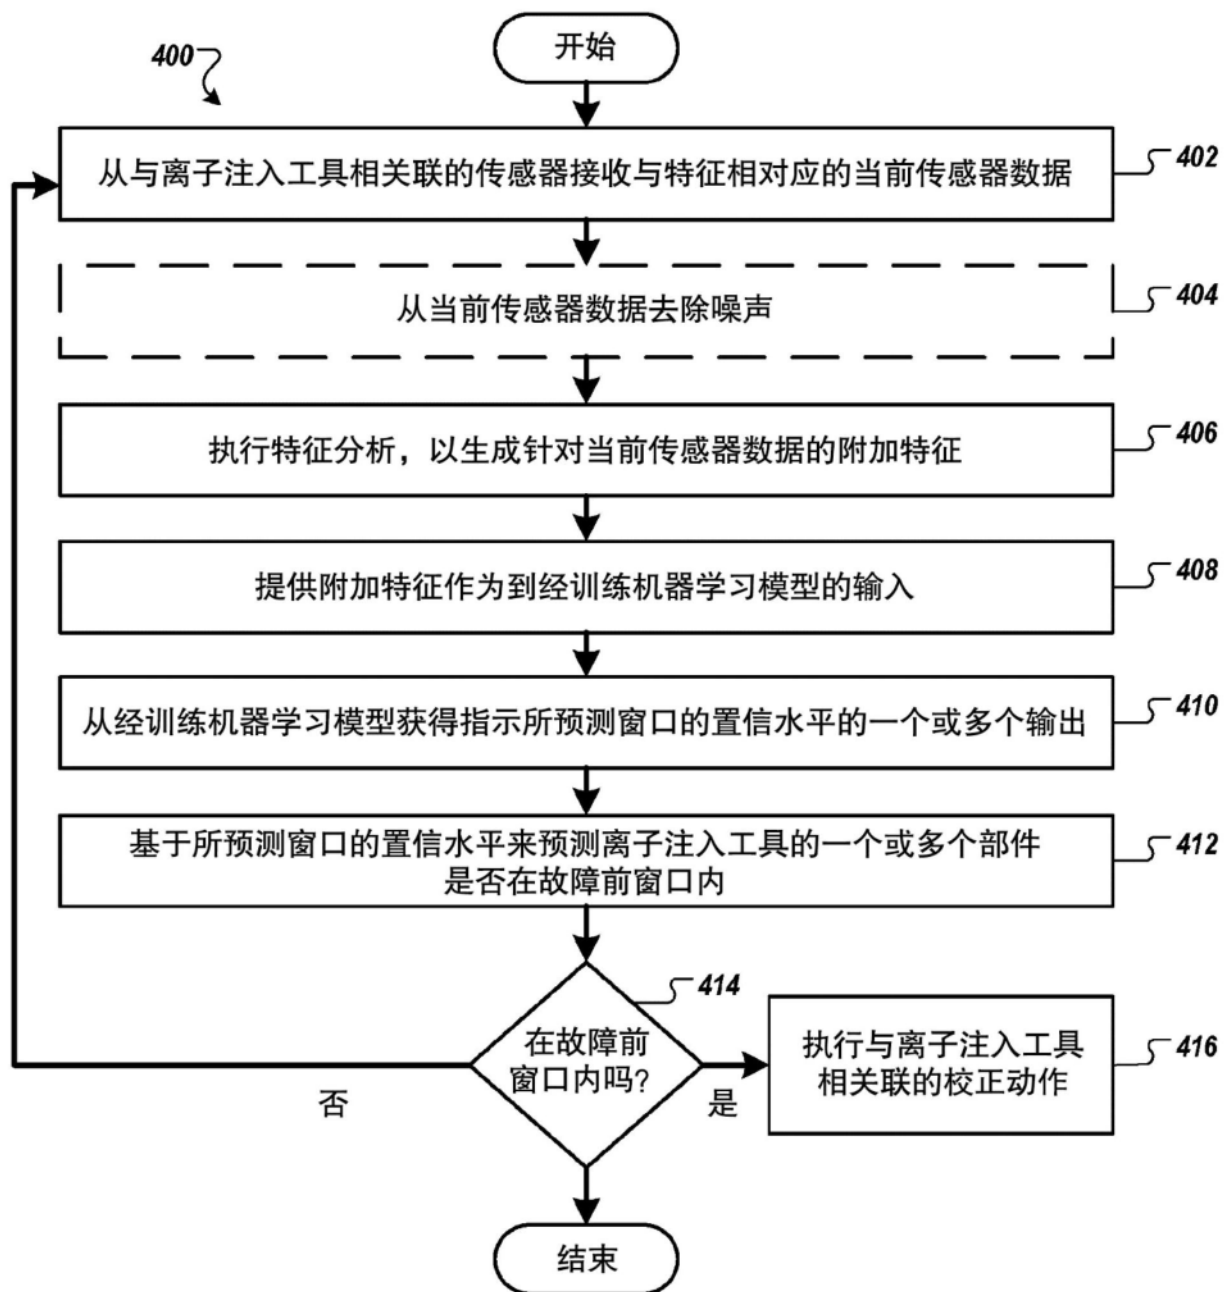 开始
400
从与离子注入工具相关联的传感器接收与特征相对应的当前传感器数据
402
从当前传感器数据去除噪声
404
执行特征分析，以生成针对当前传感器数据的附加特征
406
提供附加特征作为到经训练机器学习模型的输入
408
从经训练机器学习模型获得指示所预测窗口的置信水平的一个或多个输出
410
基于所预测窗口的置信水平来预测离子注入工具的一个或多个部件
是否在故障前窗口内
412
414
在故障前
窗口内吗?
否
是
执行与离子注入工具
相关联的校正动作
416
结束